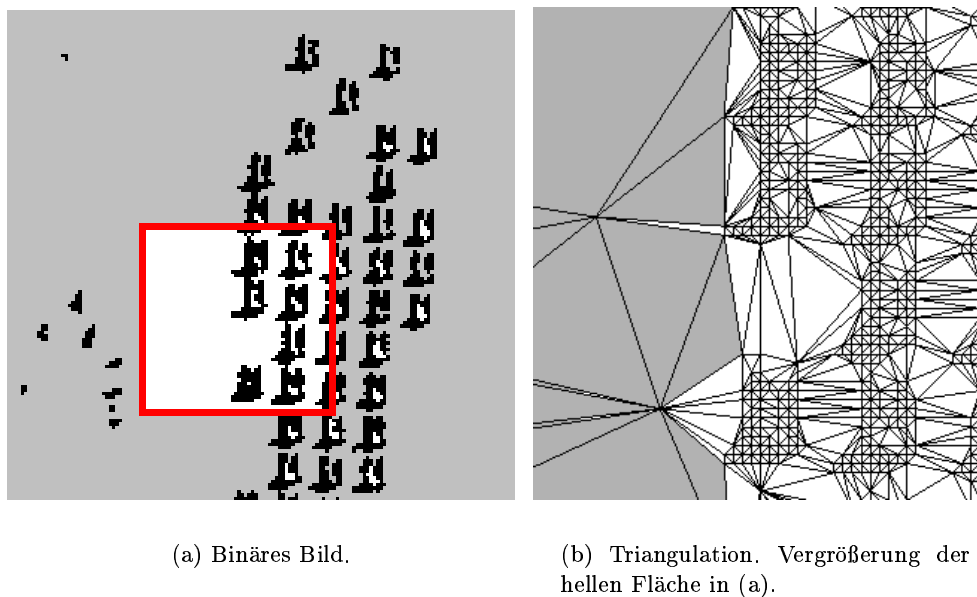 (a) Binäres Bild.
(b) Triangulation. Vergrößerung der
hellen Fläche in (a).